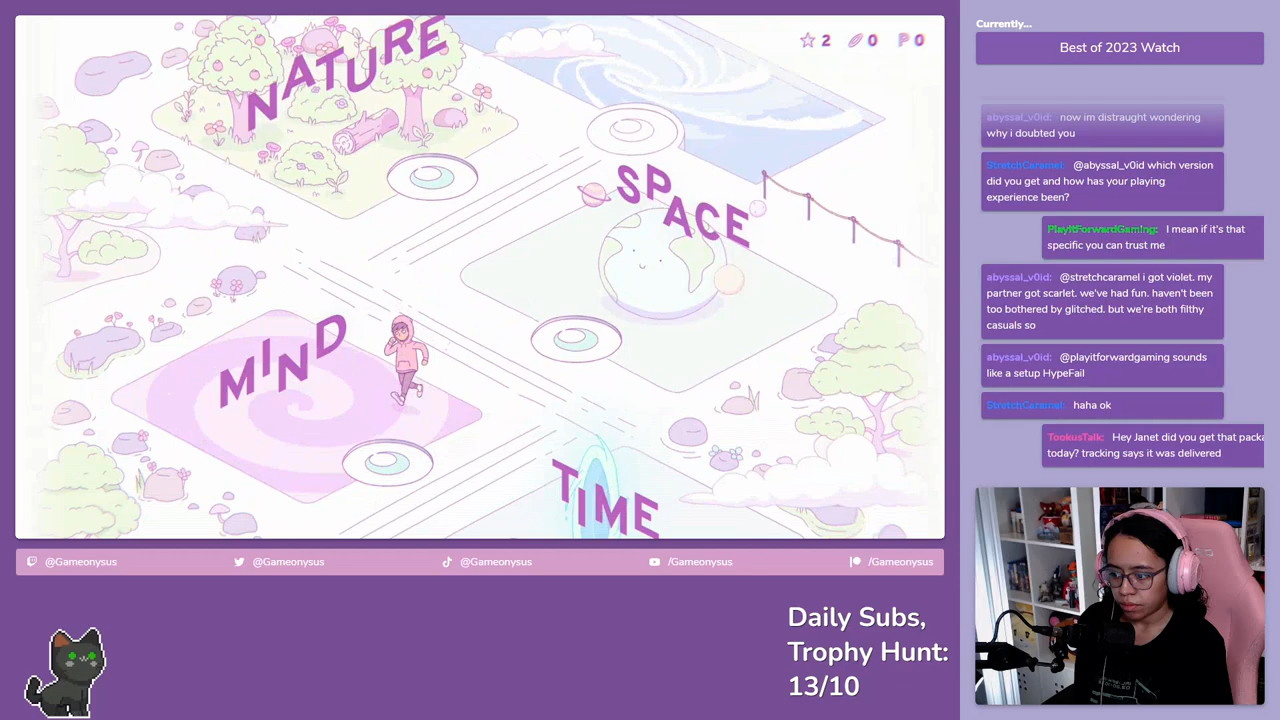 NATURE
2 0 0
SPACE
MIND
TIME
@Gameonysus @Gameonysus @Gameonysus /Gameonysus /Gameonysus
Daily Subs,
Trophy Hunt:
13/10
Currently...
Best of 2023 Watch
abyssal_v0id: now im distraught wondering
why i doubted you
StretchCaramel: @abyssal_v0id which version
did you get and how has your playing
experience been?
PlayItForwardGaming: I mean if it's that
specific you can trust me
abyssal_v0id: @stretchcaramel i got violet. my
partner got scarlet. we've had fun. haven't been
too bothered by glitched. but we're both filthy
casuals so
abyssal_v0id: @playitforwardgaming sounds
like a setup HypeFail
StretchCaramel: haha ok
TookusTalk: Hey Janet did you get that packa
today? tracking says it was delivered